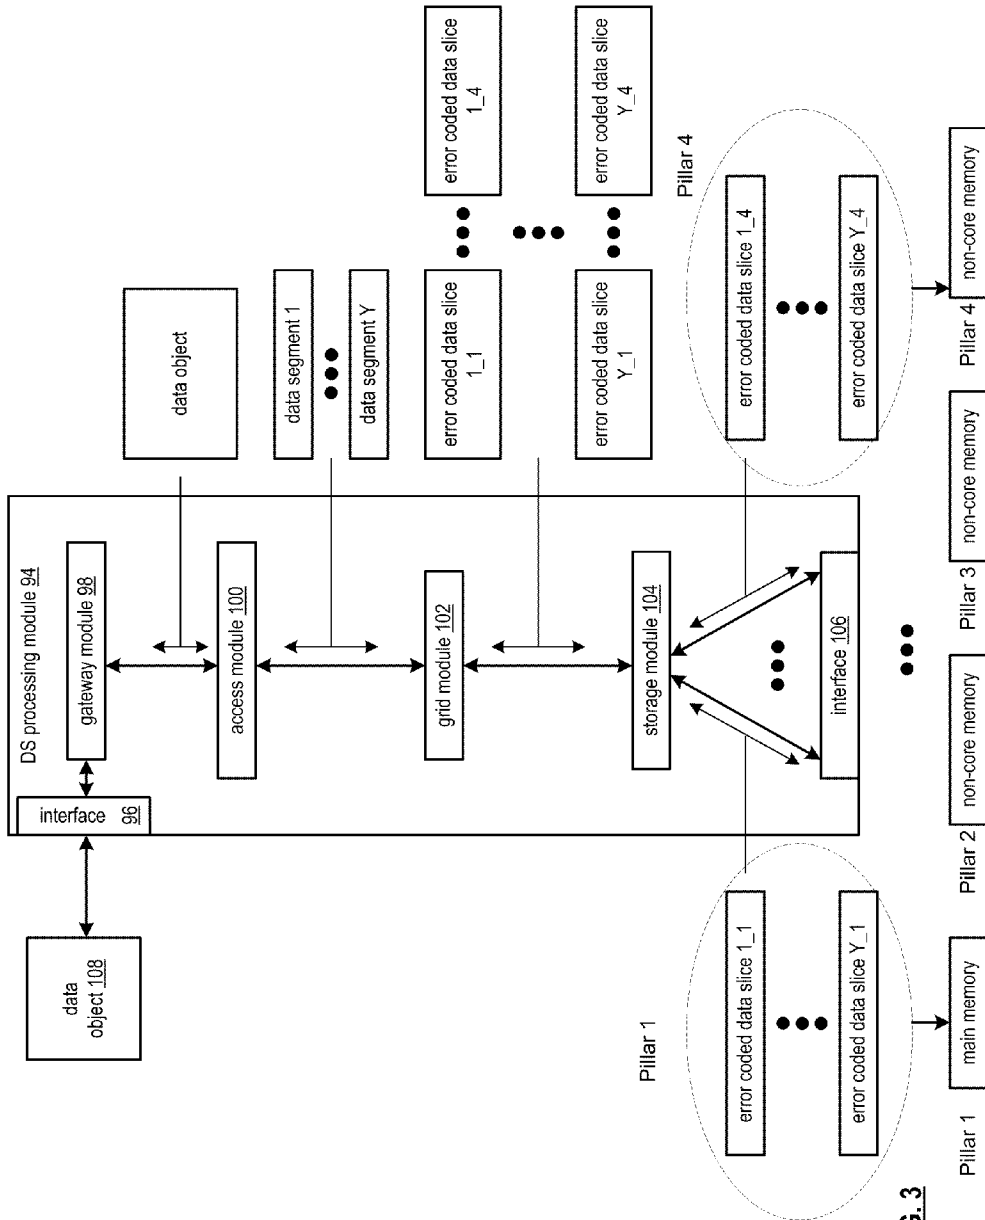 DS processing module 94
data
object 108
interface 96
gateway module 98
data object
access module 100
data segment 1
data segment Y
grid module 102
error coded data slice
1_1
error coded data slice
1_4
error coded data slice
Y_1
error coded data slice
Y_4
storage module 104
Pillar 1
error coded data slice 1_1
error coded data slice Y_1
Pillar 4
error coded data slice 1_4
error coded data slice Y_4
interface 106
Pillar 1
main memory
Pillar 2
non-core memory
Pillar 3
non-core memory
Pillar 4
non-core memory
G. 3